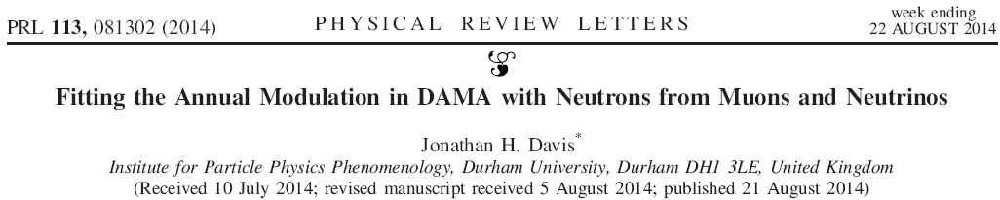 PRL 113, 081302 (2014)
PHYSICAL REVIEW LETTERS
week ending
22 AUGUST 2014
Fitting the Annual Modulation in DAMA with Neutrons from Muons and Neutrinos
Jonathan H. Davis*
Institute for Particle Physics Phenomenology, Durham University, Durham DH1 3LE, United Kingdom
(Received 10 July 2014; revised manuscript received 5 August 2014; published 21 August 2014)